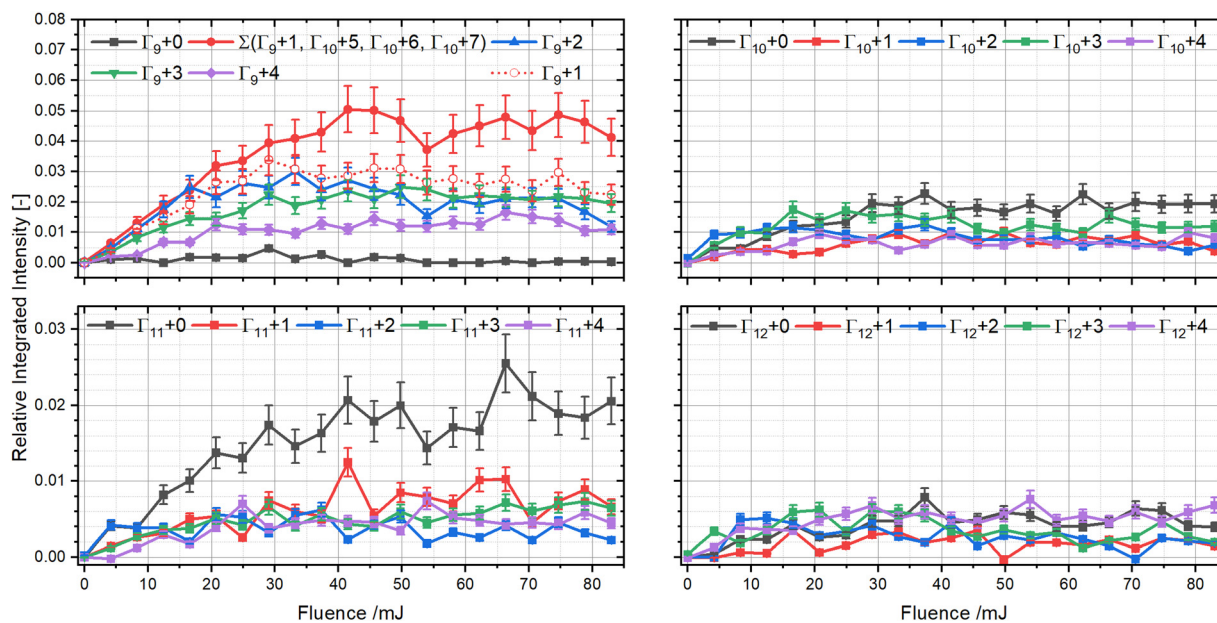 Γ9+0 Σ(Γ9+1, Γ10+5, Γ10+6, Γ10+7) Γ9+2
Γ9+3 Γ9+4 Γ9+1
0.08
0.07
0.06
0.05
0.04
0.03
0.02
0.01
0.00
Γ10+0 Γ10+1 Γ10+2 Γ10+3 Γ10+4
Relative Integrated Intensity [-]
Γ11+0 Γ11+1 Γ11+2 Γ11+3 Γ11+4
0.03
0.02
0.01
0.00
0 10 20 30 40 50 60 70 80
Fluence /mJ
Γ12+0 Γ12+1 Γ12+2 Γ12+3 Γ12+4
0 10 20 30 40 50 60 70 80
Fluence /mJ